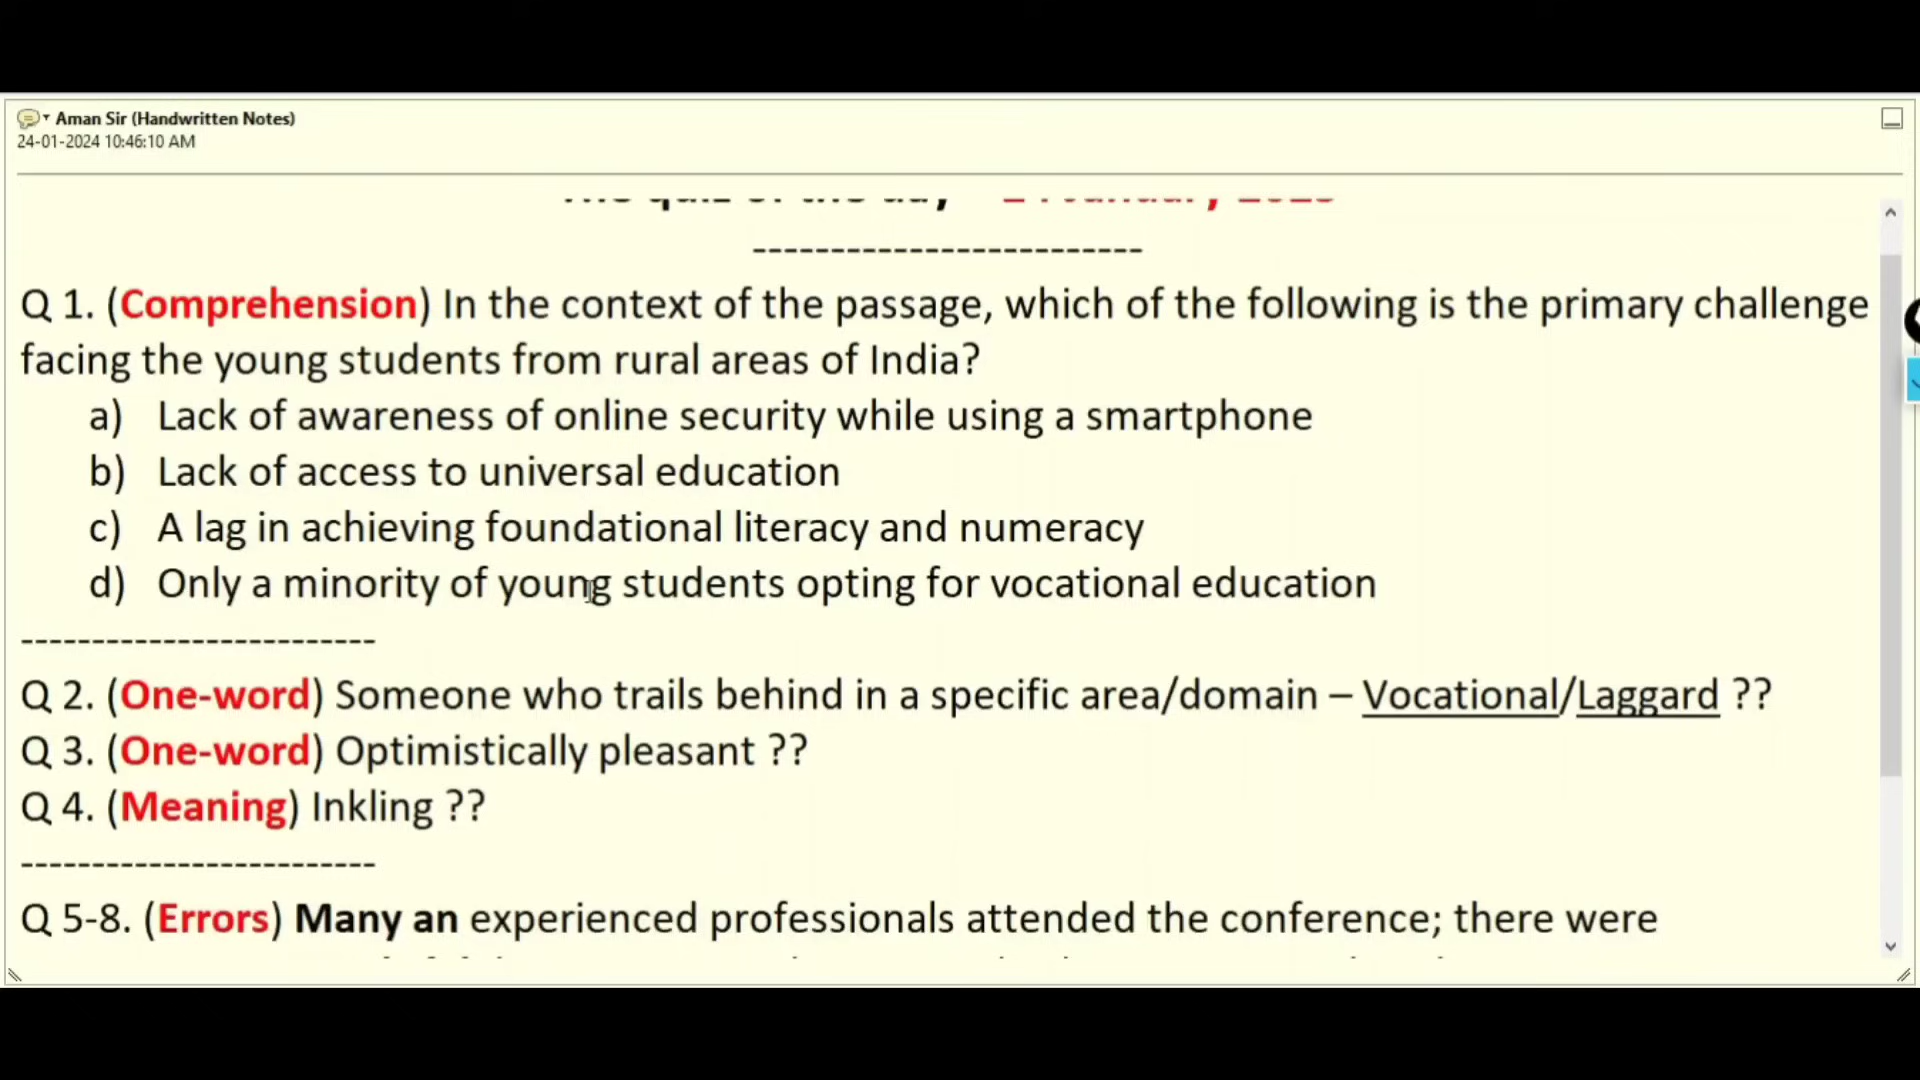 Aman Sir (Handwritten Notes)
24-01-2024 10:46:10 AM
-------------------------
Q 1. (Comprehension) In the context of the passage, which of the following is the primary challenge
facing the young students from rural areas of India?
a) Lack of awareness of online security while using a smartphone
b) Lack of access to universal education
c) A lag in achieving foundational literacy and numeracy
d) Only a minority of young students opting for vocational education
-------------------------
Q 2. (One-word) Someone who trails behind in a specific area/domain – Vocational/Laggard ??
Q 3. (One-word) Optimistically pleasant ??
Q 4. (Meaning) Inkling ??
-------------------------
Q 5-8. (Errors) Many an experienced professionals attended the conference; there were